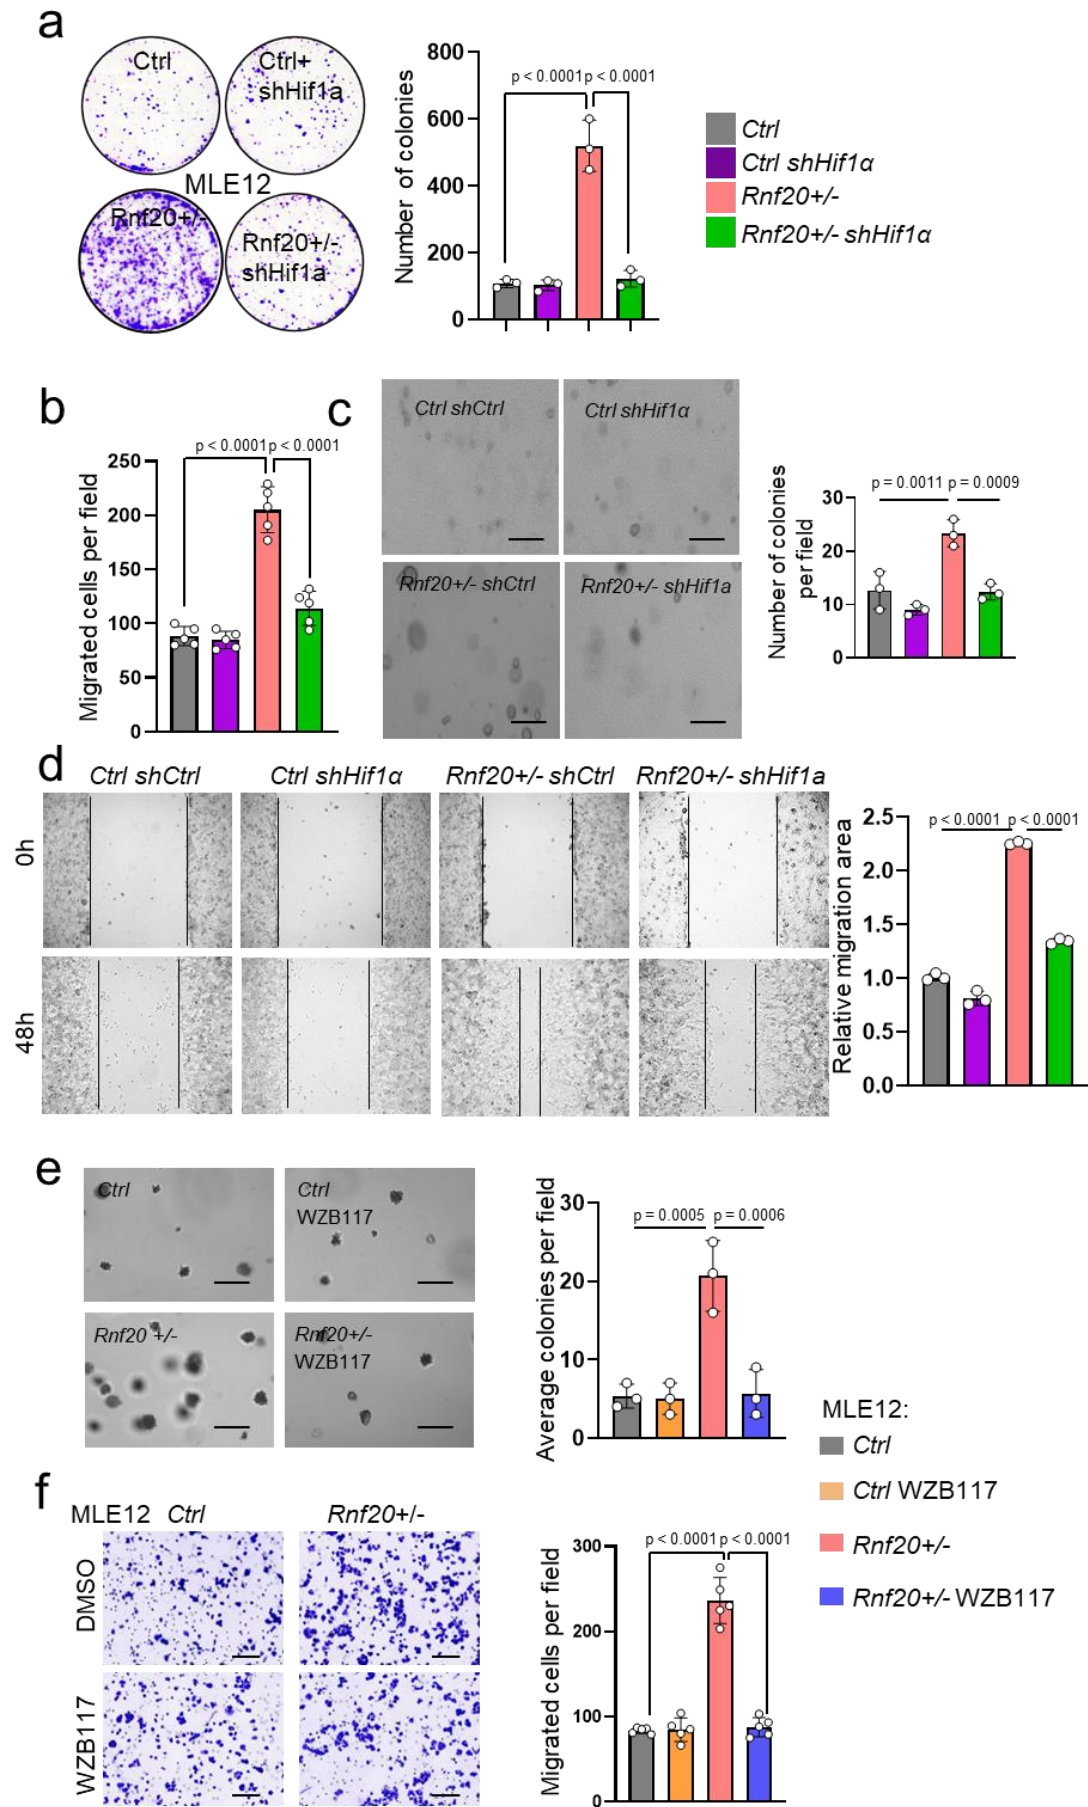 a
Ctrl
Ctrl+
shHif1a
MLE12
Rnf20+/-
Rnf20+/-
shHif1a
Number of colonies
800
600
400
200
0
p < 0.0001 p < 0.0001
Ctrl
Ctrl shHif1α
Rnf20+/-
Rnf20+/- shHif1α
b
Migrated cells per field
250
200
150
100
50
0
p < 0.0001 p < 0.0001
c
Ctrl shCtrl
Ctrl shHif1α
Rnf20+/- shCtrl
Rnf20+/- shHif1a
Number of colonies
per field
30
20
10
0
p = 0.0011 p = 0.0009
d
Ctrl shCtrl
Ctrl shHif1α
Rnf20+/- shCtrl
Rnf20+/- shHif1a
0h
48h
Relative migration area
2.5
2.0
1.5
1.0
0.5
0.0
p < 0.0001 p < 0.0001
e
Ctrl
Ctrl
WZB117
Rnf20 +/-
Rnf20+/-
WZB117
Average colonies per field
30
20
10
0
p = 0.0005 p = 0.0006
MLE12:
Ctrl
Ctrl WZB117
Rnf20+/-
Rnf20+/- WZB117
f
MLE12 Ctrl
Rnf20+/-
DMSO
WZB117
Migrated cells per field
300
200
100
0
p < 0.0001 p < 0.0001